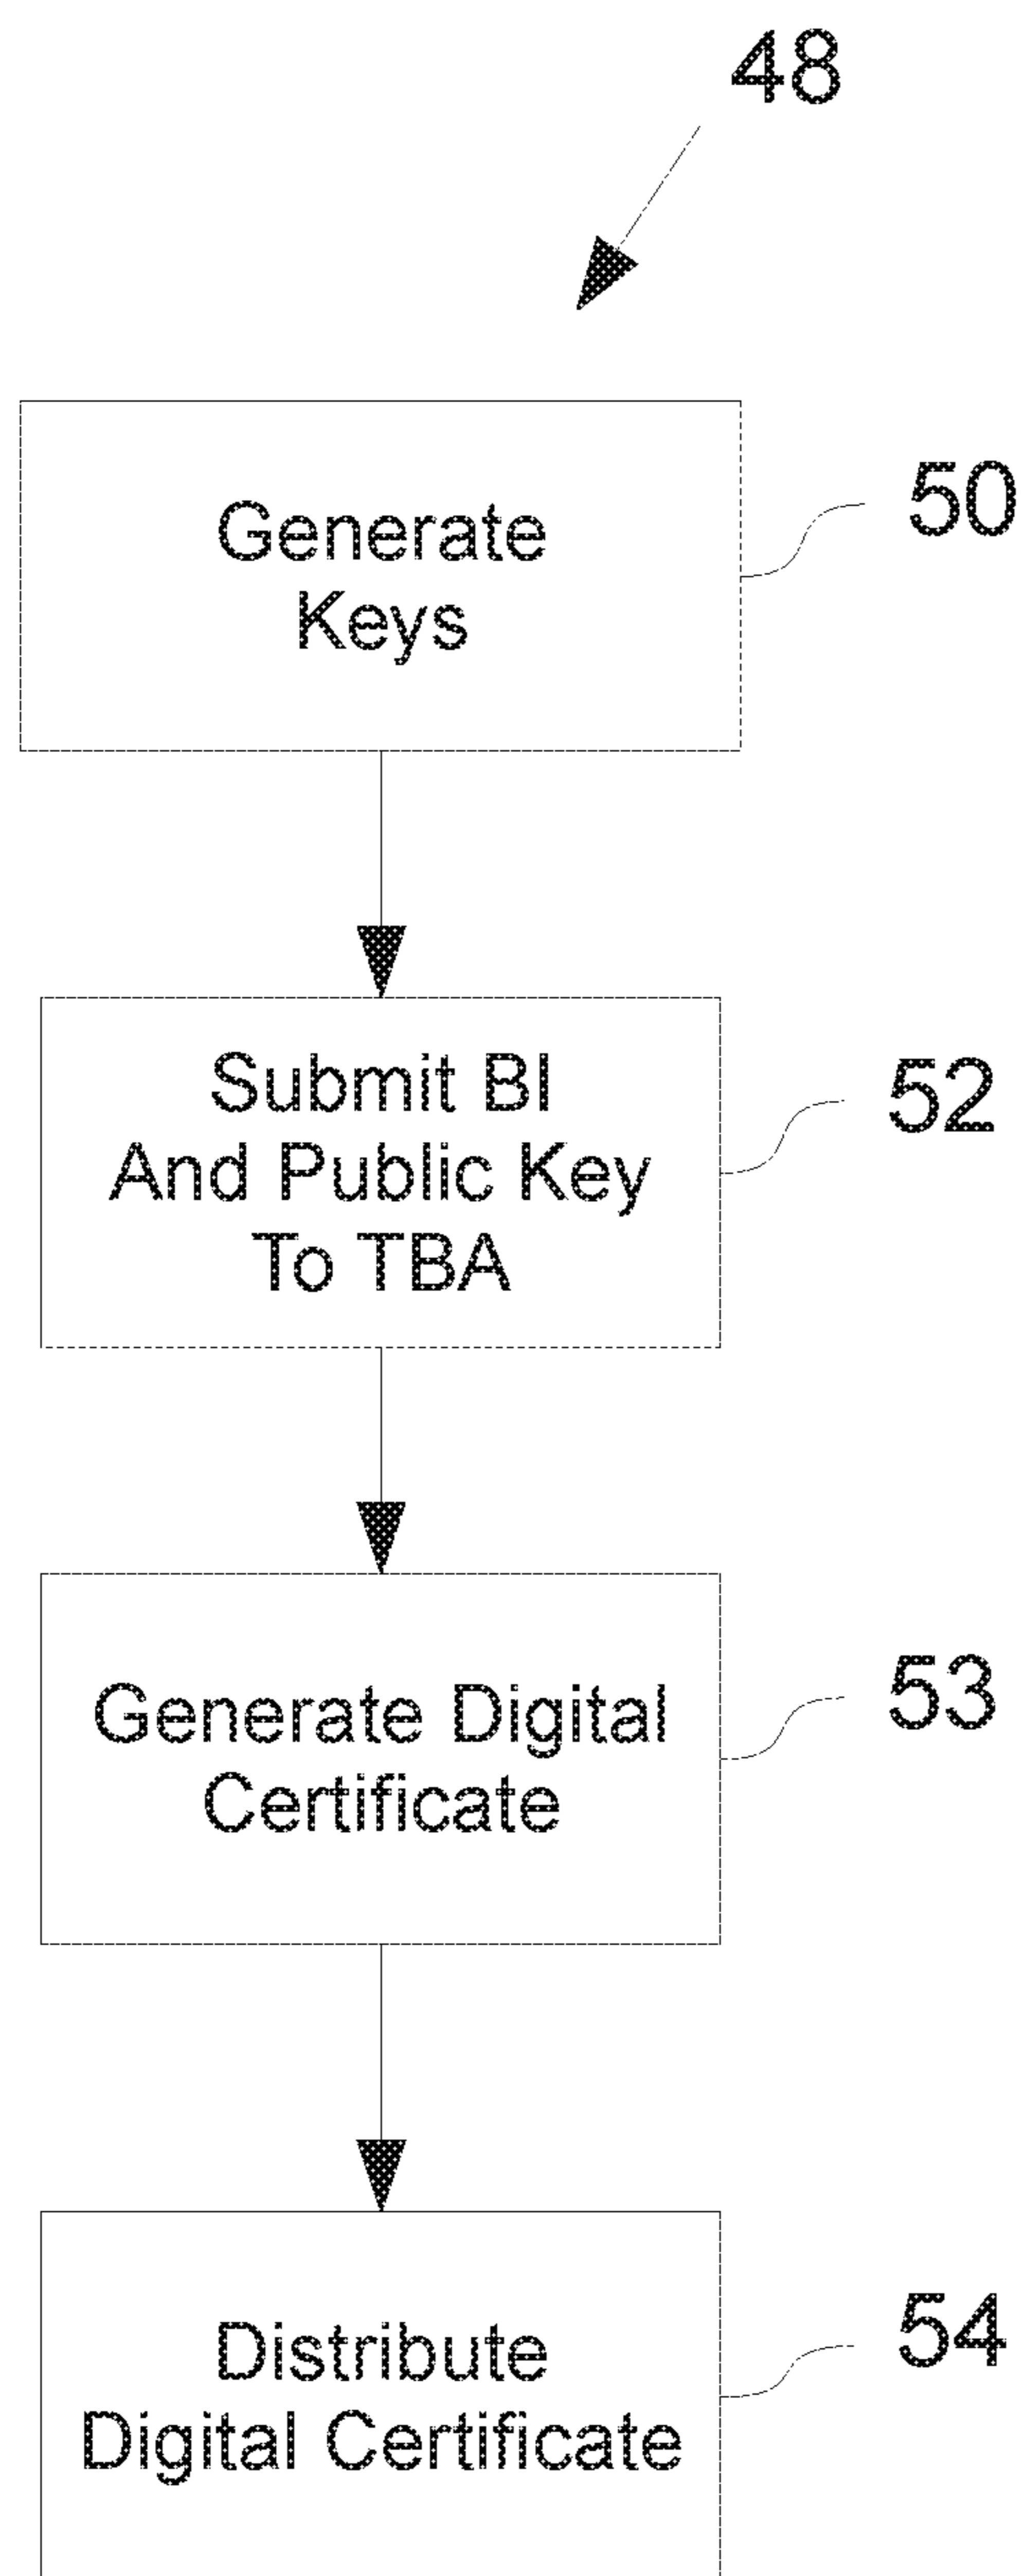 48
Generate
Keys
50
Submit BI
And Public Key
To TBA
52
Generate Digital
Certificate
53
Distribute
Digital Certificate
54